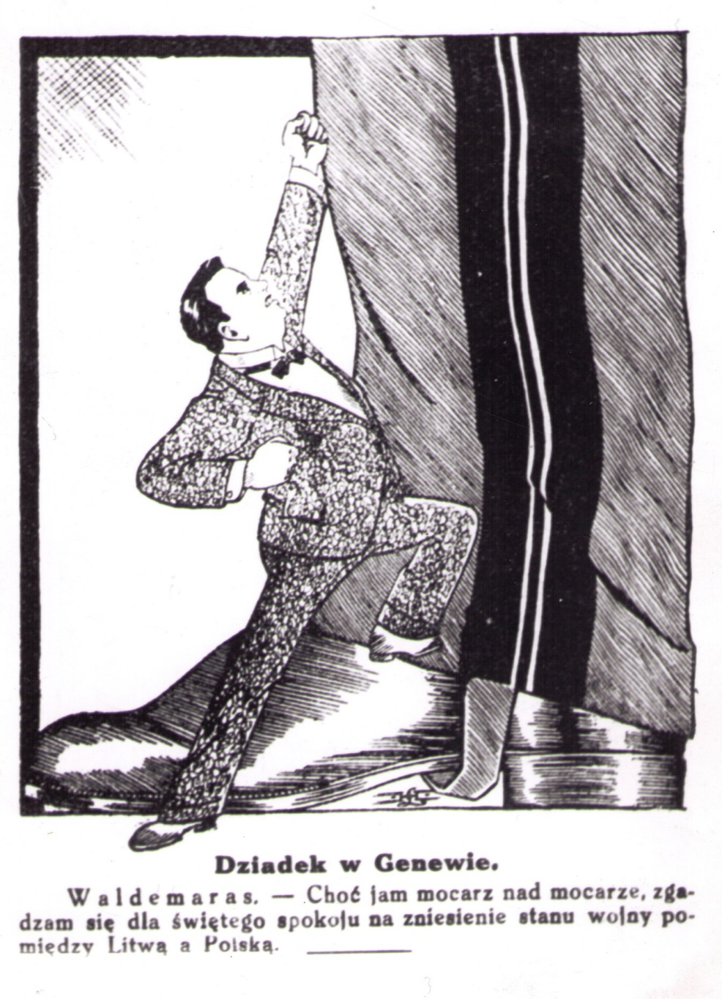 Dziadek w Genewie.
Waldemaras. — Choć jam mocarz nad mocarze, zga-
dzam się dla świętego spokoju na zniesienie stanu wojny po-
między Litwą a Polską.